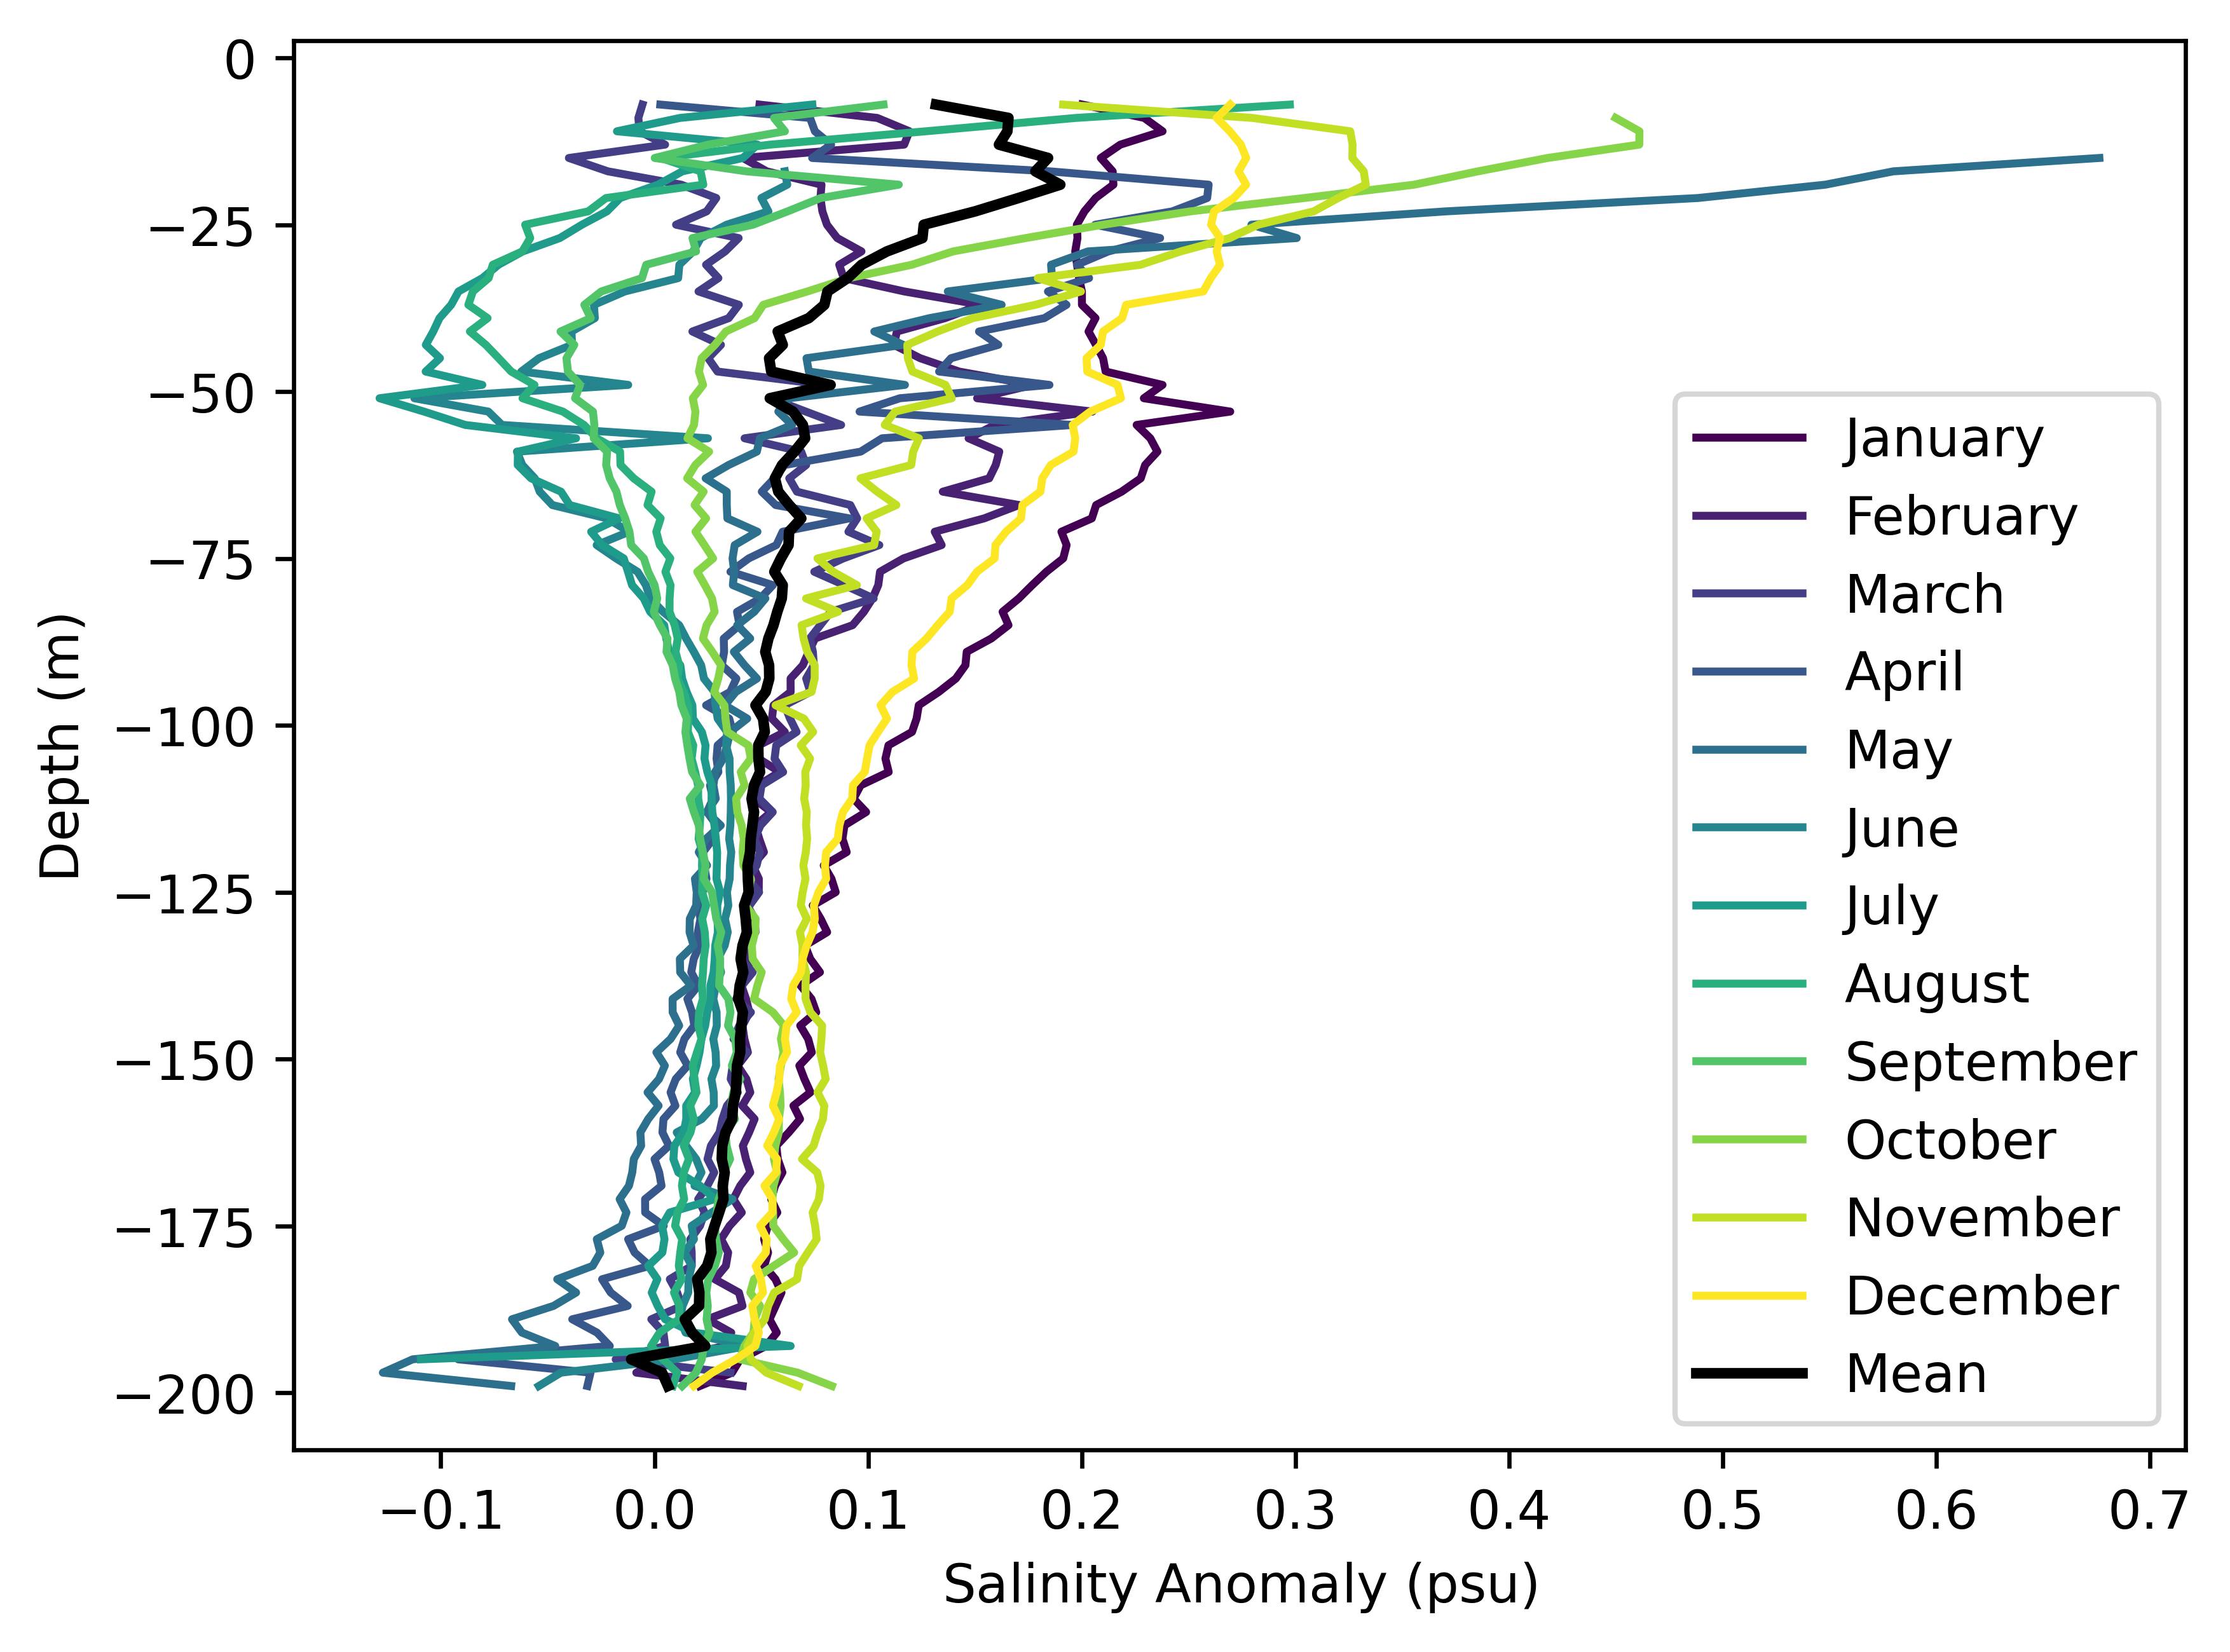 0
−25
−50
−75
−100
−125
−150
−175
−200
Depth (m)
−0.1 0.0 0.1 0.2 0.3 0.4 0.5 0.6 0.7
Salinity Anomaly (psu)
January
February
March
April
May
June
July
August
September
October
November
December
Mean